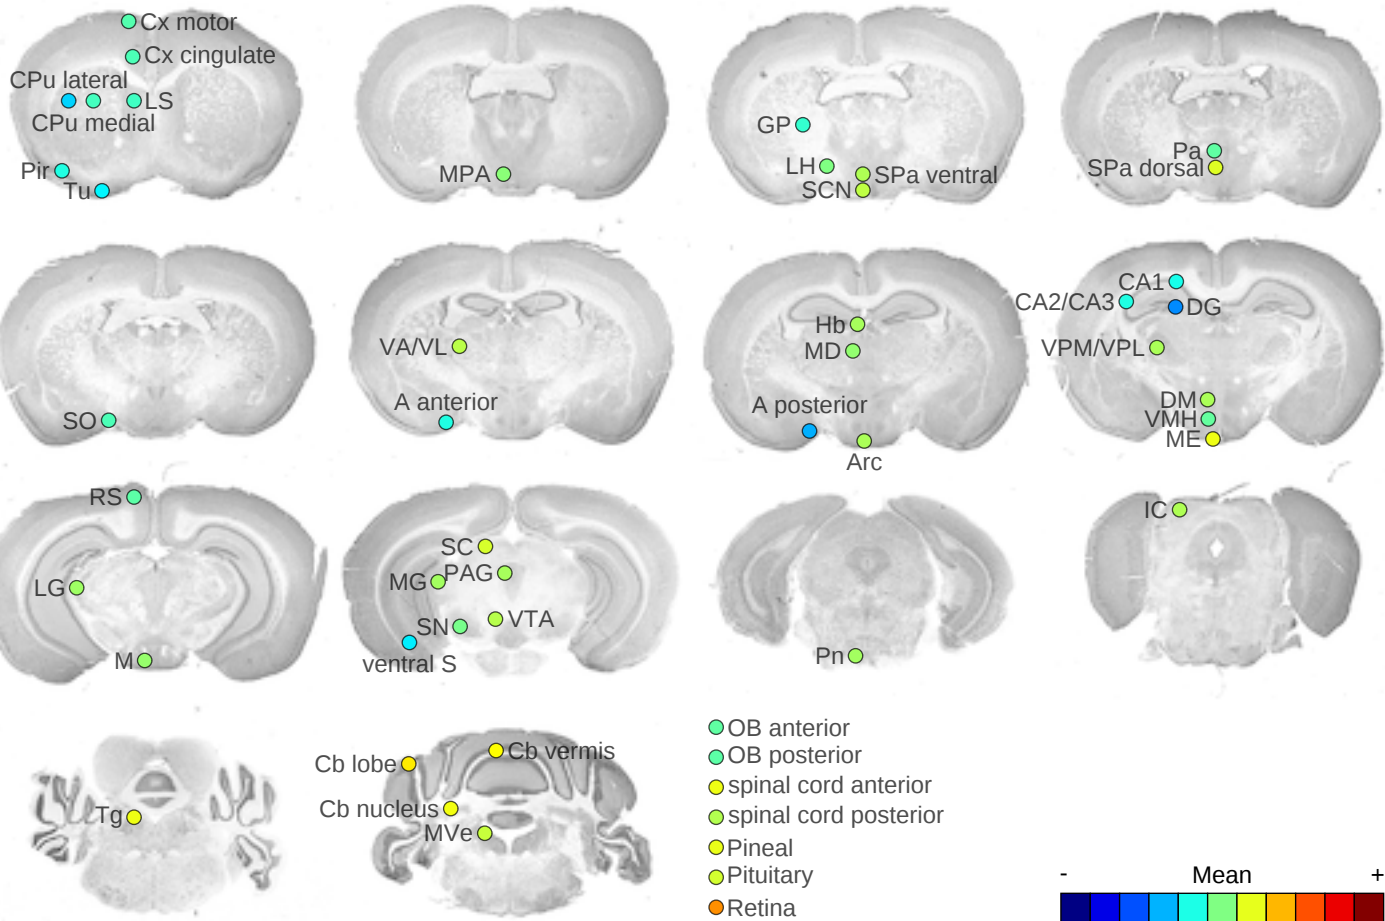 Cx motor
Cx cingulate
CPu lateral
LS
CPu medial
Pir
Tu
MPA
GP
LH
SPa ventral
SCN
Pa
SPa dorsal
SO
VA/VL
A anterior
Hb
MD
A posterior
Arc
CA1
CA2/CA3
DG
VPM/VPL
DM
VMH
ME
RS
LG
M
SC
MG
PAG
SN
VTA
ventral S
Pn
IC
Tg
Cb lobe
Cb vermis
Cb nucleus
MVe
OB anterior
OB posterior
spinal cord anterior
spinal cord posterior
Pineal
Pituitary
Retina
- Mean +